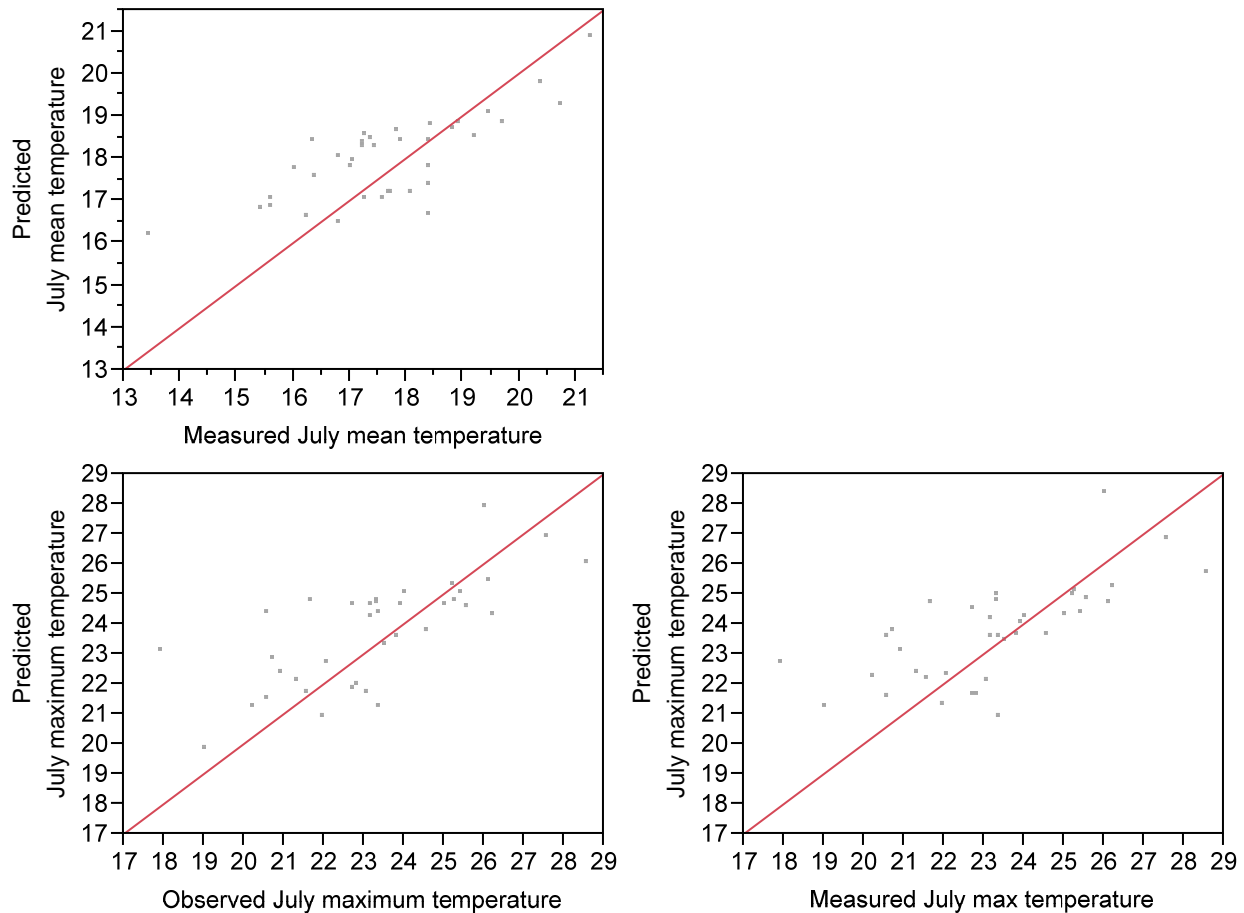 21
20
19
18
17
16
15
14
13
Predicted
July mean temperature
13 14 15 16 17 18 19 20 21
Measured July mean temperature
29
28
27
26
25
24
23
22
21
20
19
18
17
Predicted
July maximum temperature
17 18 19 20 21 22 23 24 25 26 27 28 29
Observed July maximum temperature
29
28
27
26
25
24
23
22
21
20
19
18
17
Predicted
July maximum temperature
17 18 19 20 21 22 23 24 25 26 27 28 29
Measured July max temperature